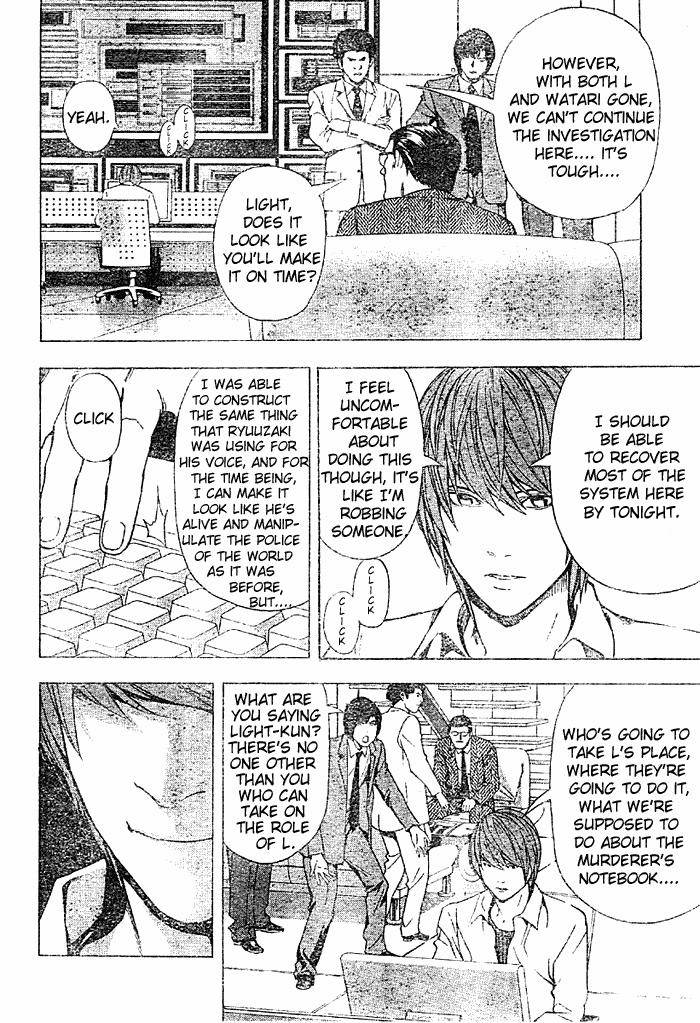 HOWEVER,
WITH BOTH L
AND WATARI GONE,
WE CAN'T CONTINUE
THE INVESTIGATION
HERE.... IT'S
TOUGH....
LIGHT,
DOES IT
LOOK LIKE
YOU'LL MAKE
IT ON TIME?
YEAH.
CLICK
CLICK
I SHOULD
BE ABLE
TO RECOVER
MOST OF THE
SYSTEM HERE
BY TONIGHT.
I FEEL
UNCOM-
FORTABLE
ABOUT
DOING THIS
THOUGH, IT'S
LIKE I'M
ROBBING
SOMEONE.
CLICK
CLICK
I WAS ABLE
TO CONSTRUCT
THE SAME THING
THAT RYUUZAKI
WAS USING FOR
HIS VOICE, AND FOR
THE TIME BEING,
I CAN MAKE IT
LOOK LIKE HE'S
ALIVE AND MANIP-
ULATE THE POLICE
OF THE WORLD
AS IT WAS
BEFORE,
BUT....
CLICK
WHO'S GOING TO
TAKE L'S PLACE,
WHERE THEY'RE
GOING TO DO IT,
WHAT WE'RE
SUPPOSED TO
DO ABOUT THE
MURDERER'S
NOTEBOOK....
WHAT ARE
YOU SAYING
LIGHT-KUN?
THERE'S NO
ONE OTHER
THAN YOU
WHO CAN
TAKE ON
THE ROLE
OF L.